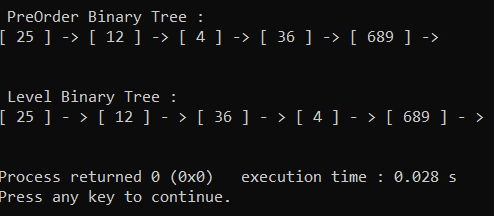 PreOrder Binary Tree :
[ 25 ] -> [ 12 ] -> [ 4 ] -> [ 36 ] -> [ 689 ] ->
Level Binary Tree :
[ 25 ] - > [ 12 ] - > [ 36 ] - > [ 4 ] - > [ 689 ] - >
Process returned 0 (0x0)   execution time : 0.028 s
Press any key to continue.